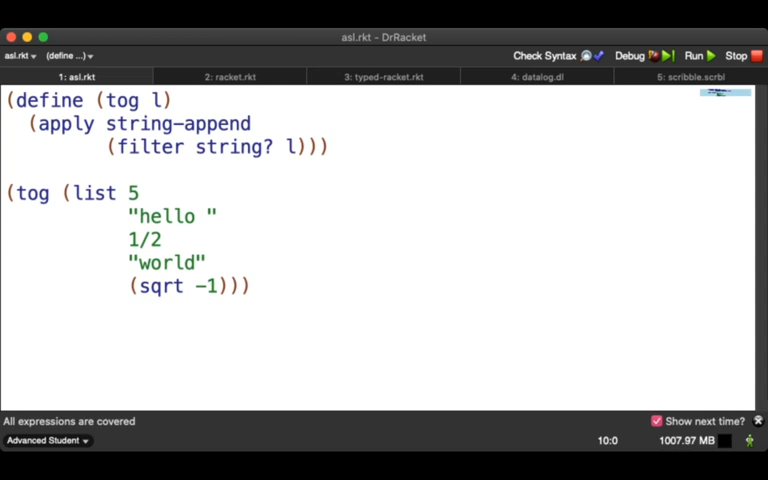 asl.rkt - DrRacket
asl.rkt (define ...) Check Syntax Debug Run Stop
1: asl.rkt 2: racket.rkt 3: typed-racket.rkt 4: datalog.dl 5: scribble.scrbl
(define (tog l)
  (apply string-append
         (filter string? l)))
(tog (list 5
           "hello "
           1/2
           "world"
           (sqrt -1)))
All expressions are covered Show next time?
Advanced Student 10:0 1007.97 MB